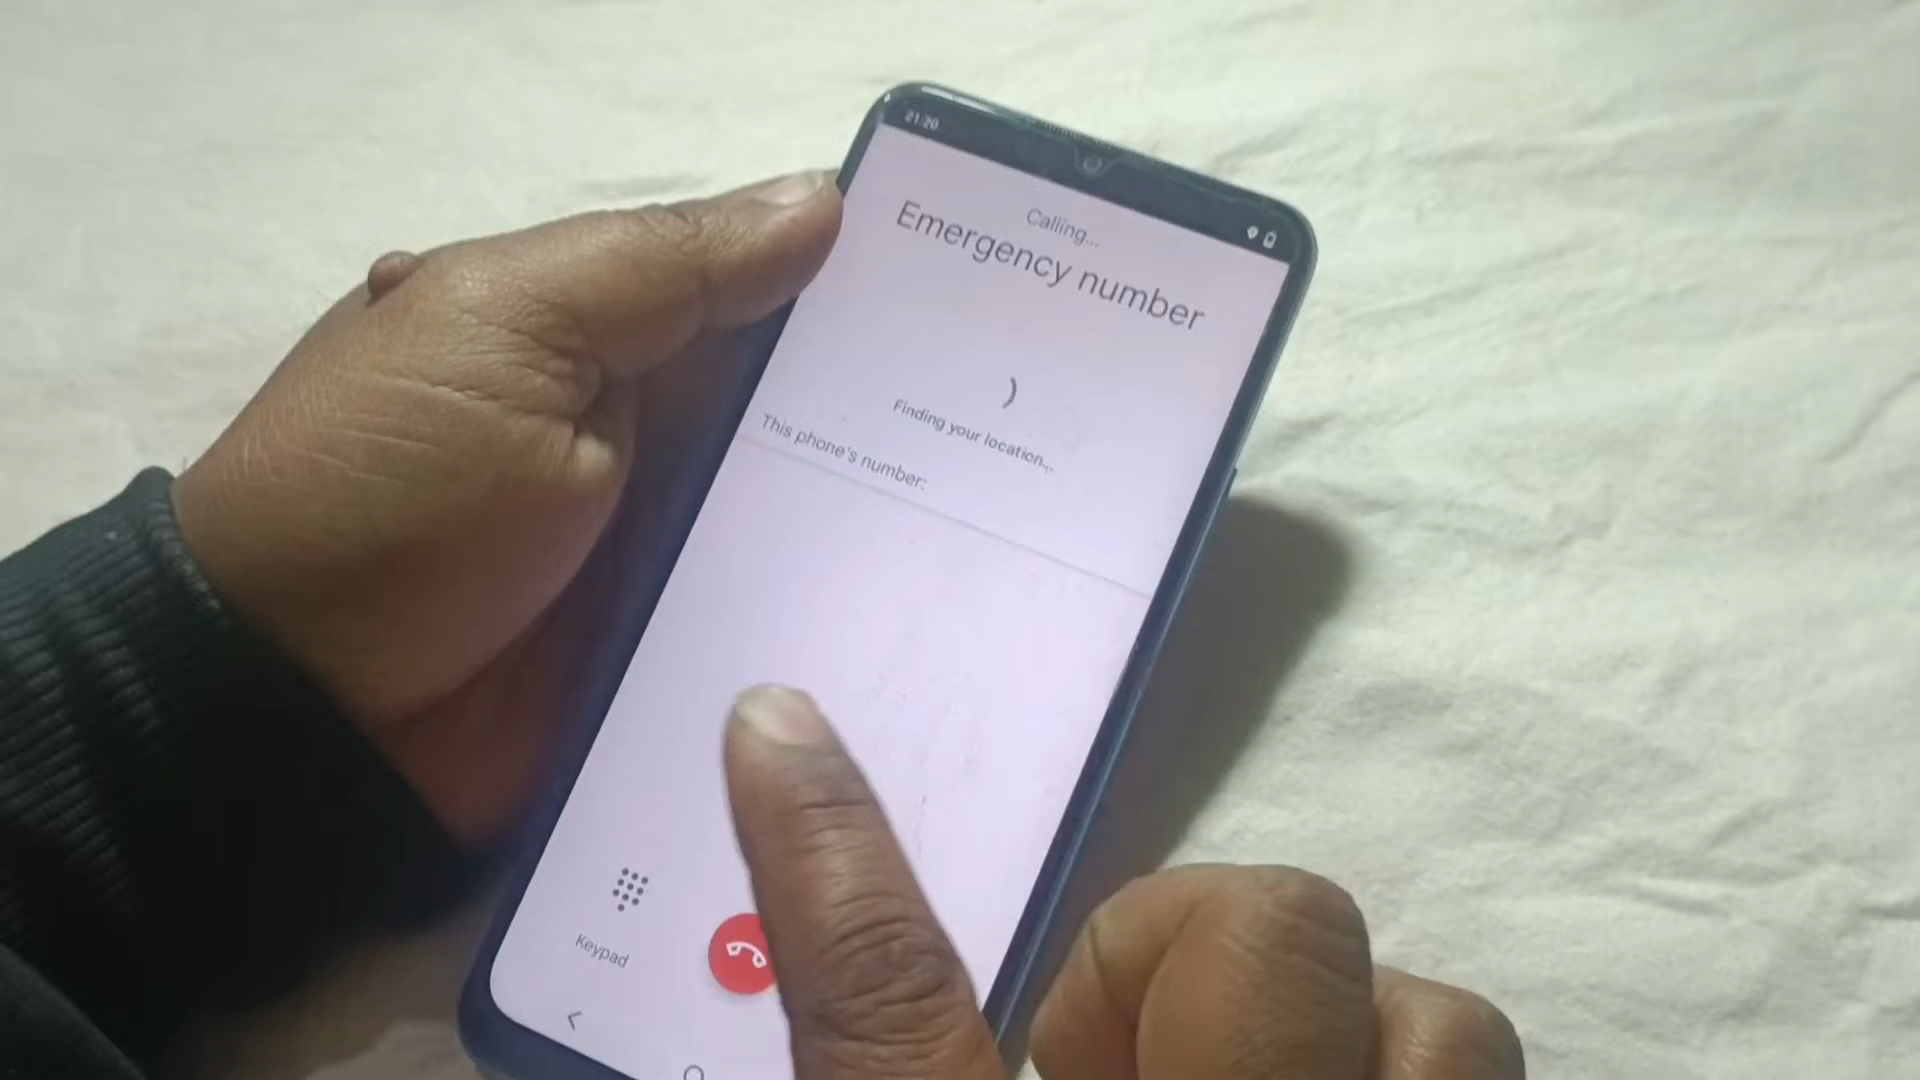 21:20
Calling...
Emergency number
Finding your location...
This phone's number:
Keypad